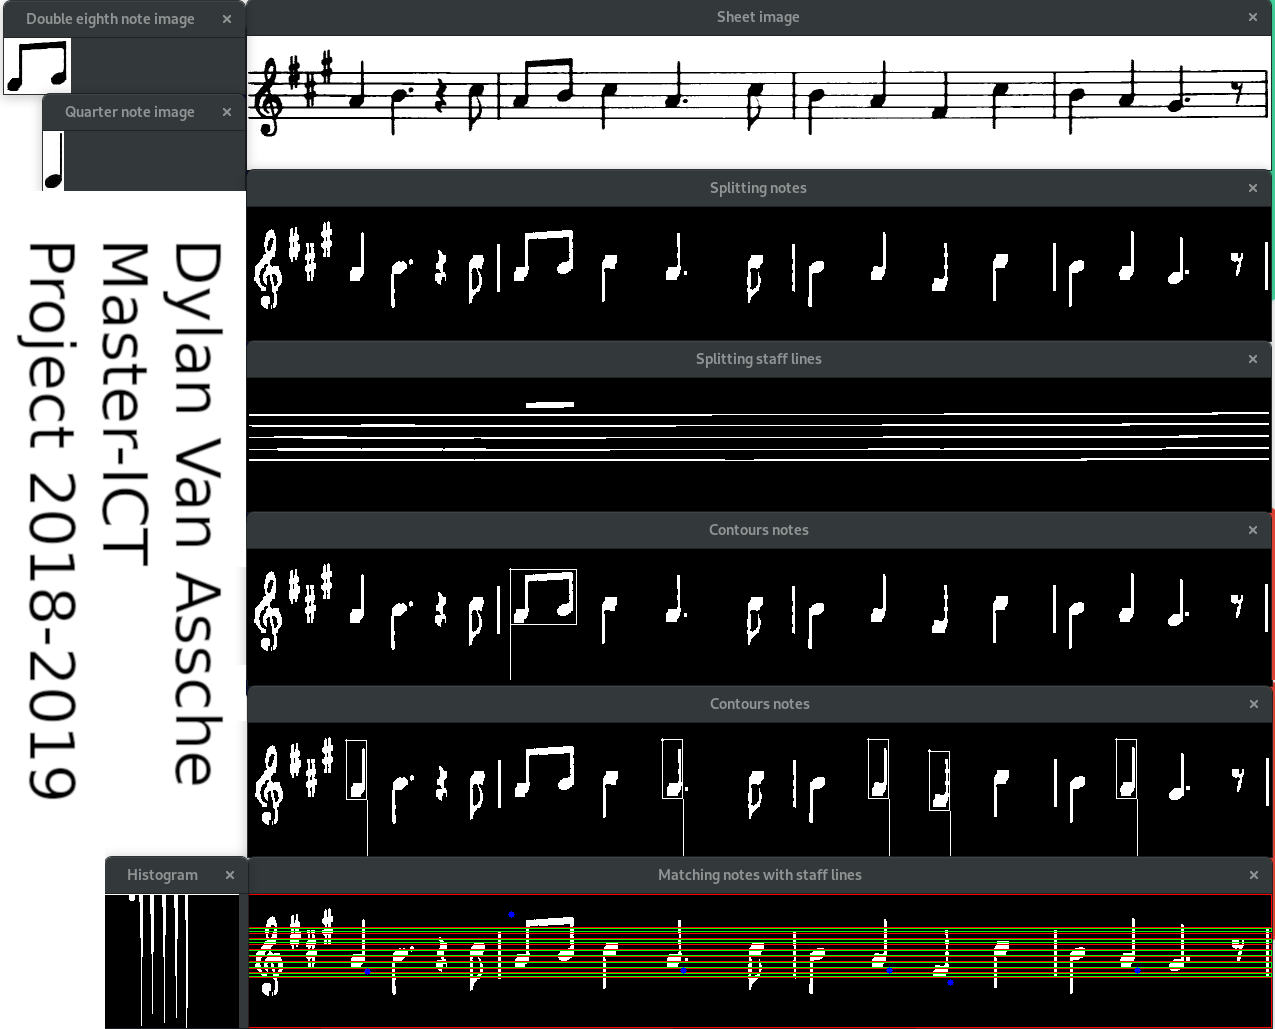 Double eighth note image
Sheet image
Quarter note image
Splitting notes
Dylan Van Assche
Master-ICT
Project 2018-2019
Splitting staff lines
Contours notes
Contours notes
Histogram
Matching notes with staff lines